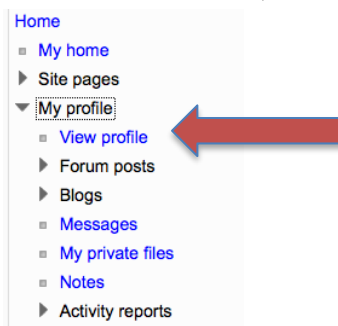 Home
My home
Site pages
My profile
View profile
Forum posts
Blogs
Messages
My private files
Notes
Activity reports